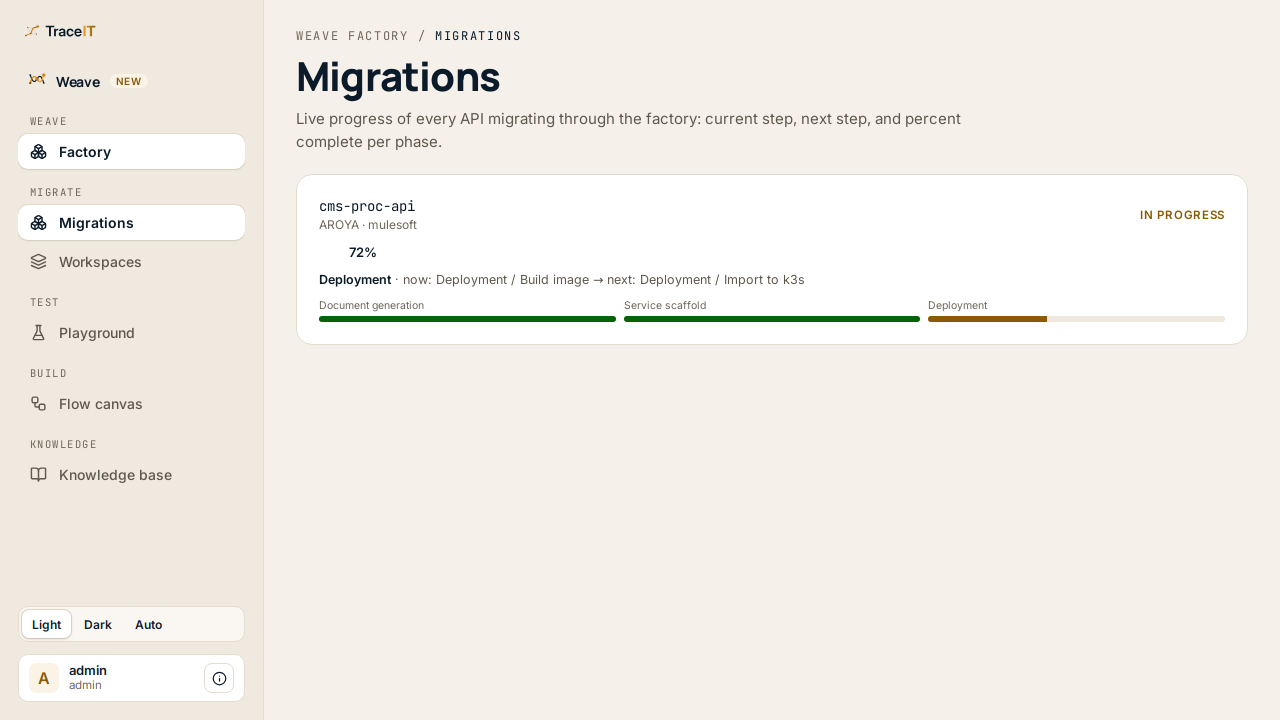 TraceIT
Weave NEW
WEAVE
Factory
MIGRATE
Migrations
Workspaces
TEST
Playground
BUILD
Flow canvas
KNOWLEDGE
Knowledge base
Light Dark Auto
A
admin
admin
WEAVE FACTORY / MIGRATIONS
Migrations
Live progress of every API migrating through the factory: current step, next step, and percent
complete per phase.
cms-proc-api
AROYA · mulesoft
IN PROGRESS
72%
Deployment · now: Deployment / Build image → next: Deployment / Import to k3s
Document generation Service scaffold Deployment